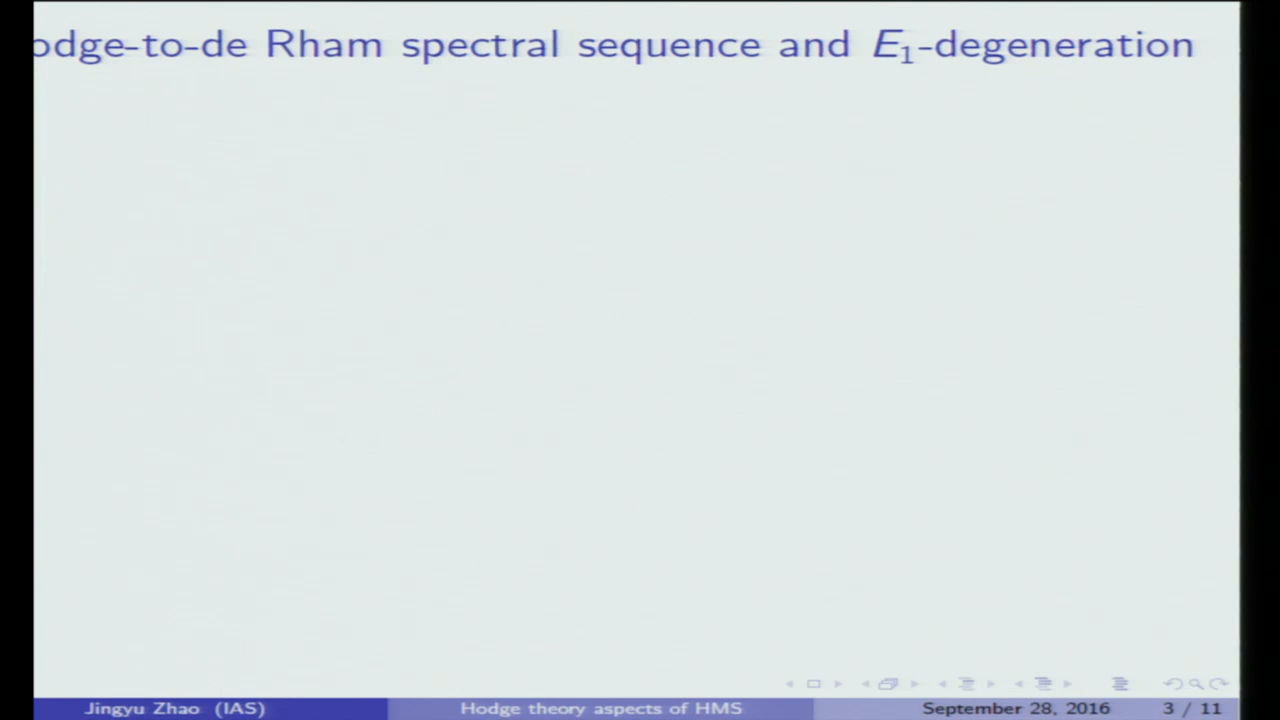 odge-to-de Rham spectral sequence and E₁-degeneration
Jingyu Zhao (IAS)
Hodge theory aspects of HMS
September 28, 2016
3 / 11